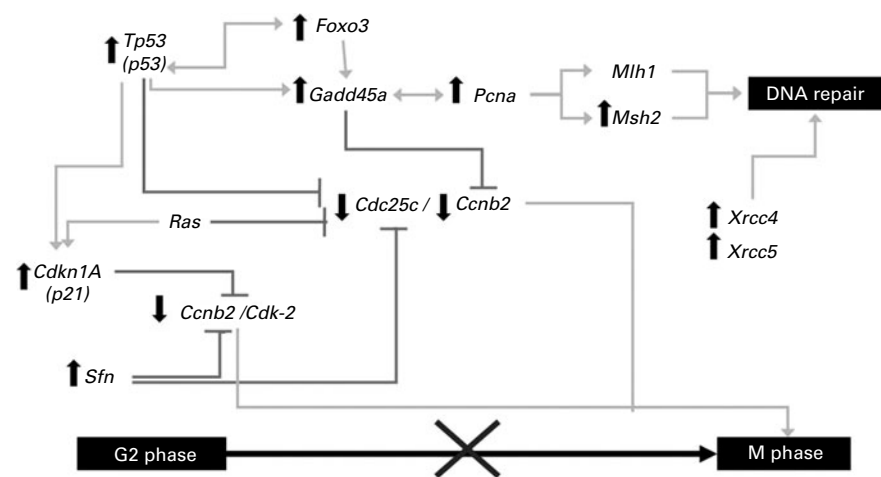 Foxo3
Tp53
(p53)
Gadd45a
Pcna
Mlh1
Msh2
DNA repair
Cdc25c / Ccnb2
Ras
Xrcc4
Xrcc5
Cdkn1A
(p21)
Ccnb2 /Cdk-2
Sfn
G2 phase
M phase